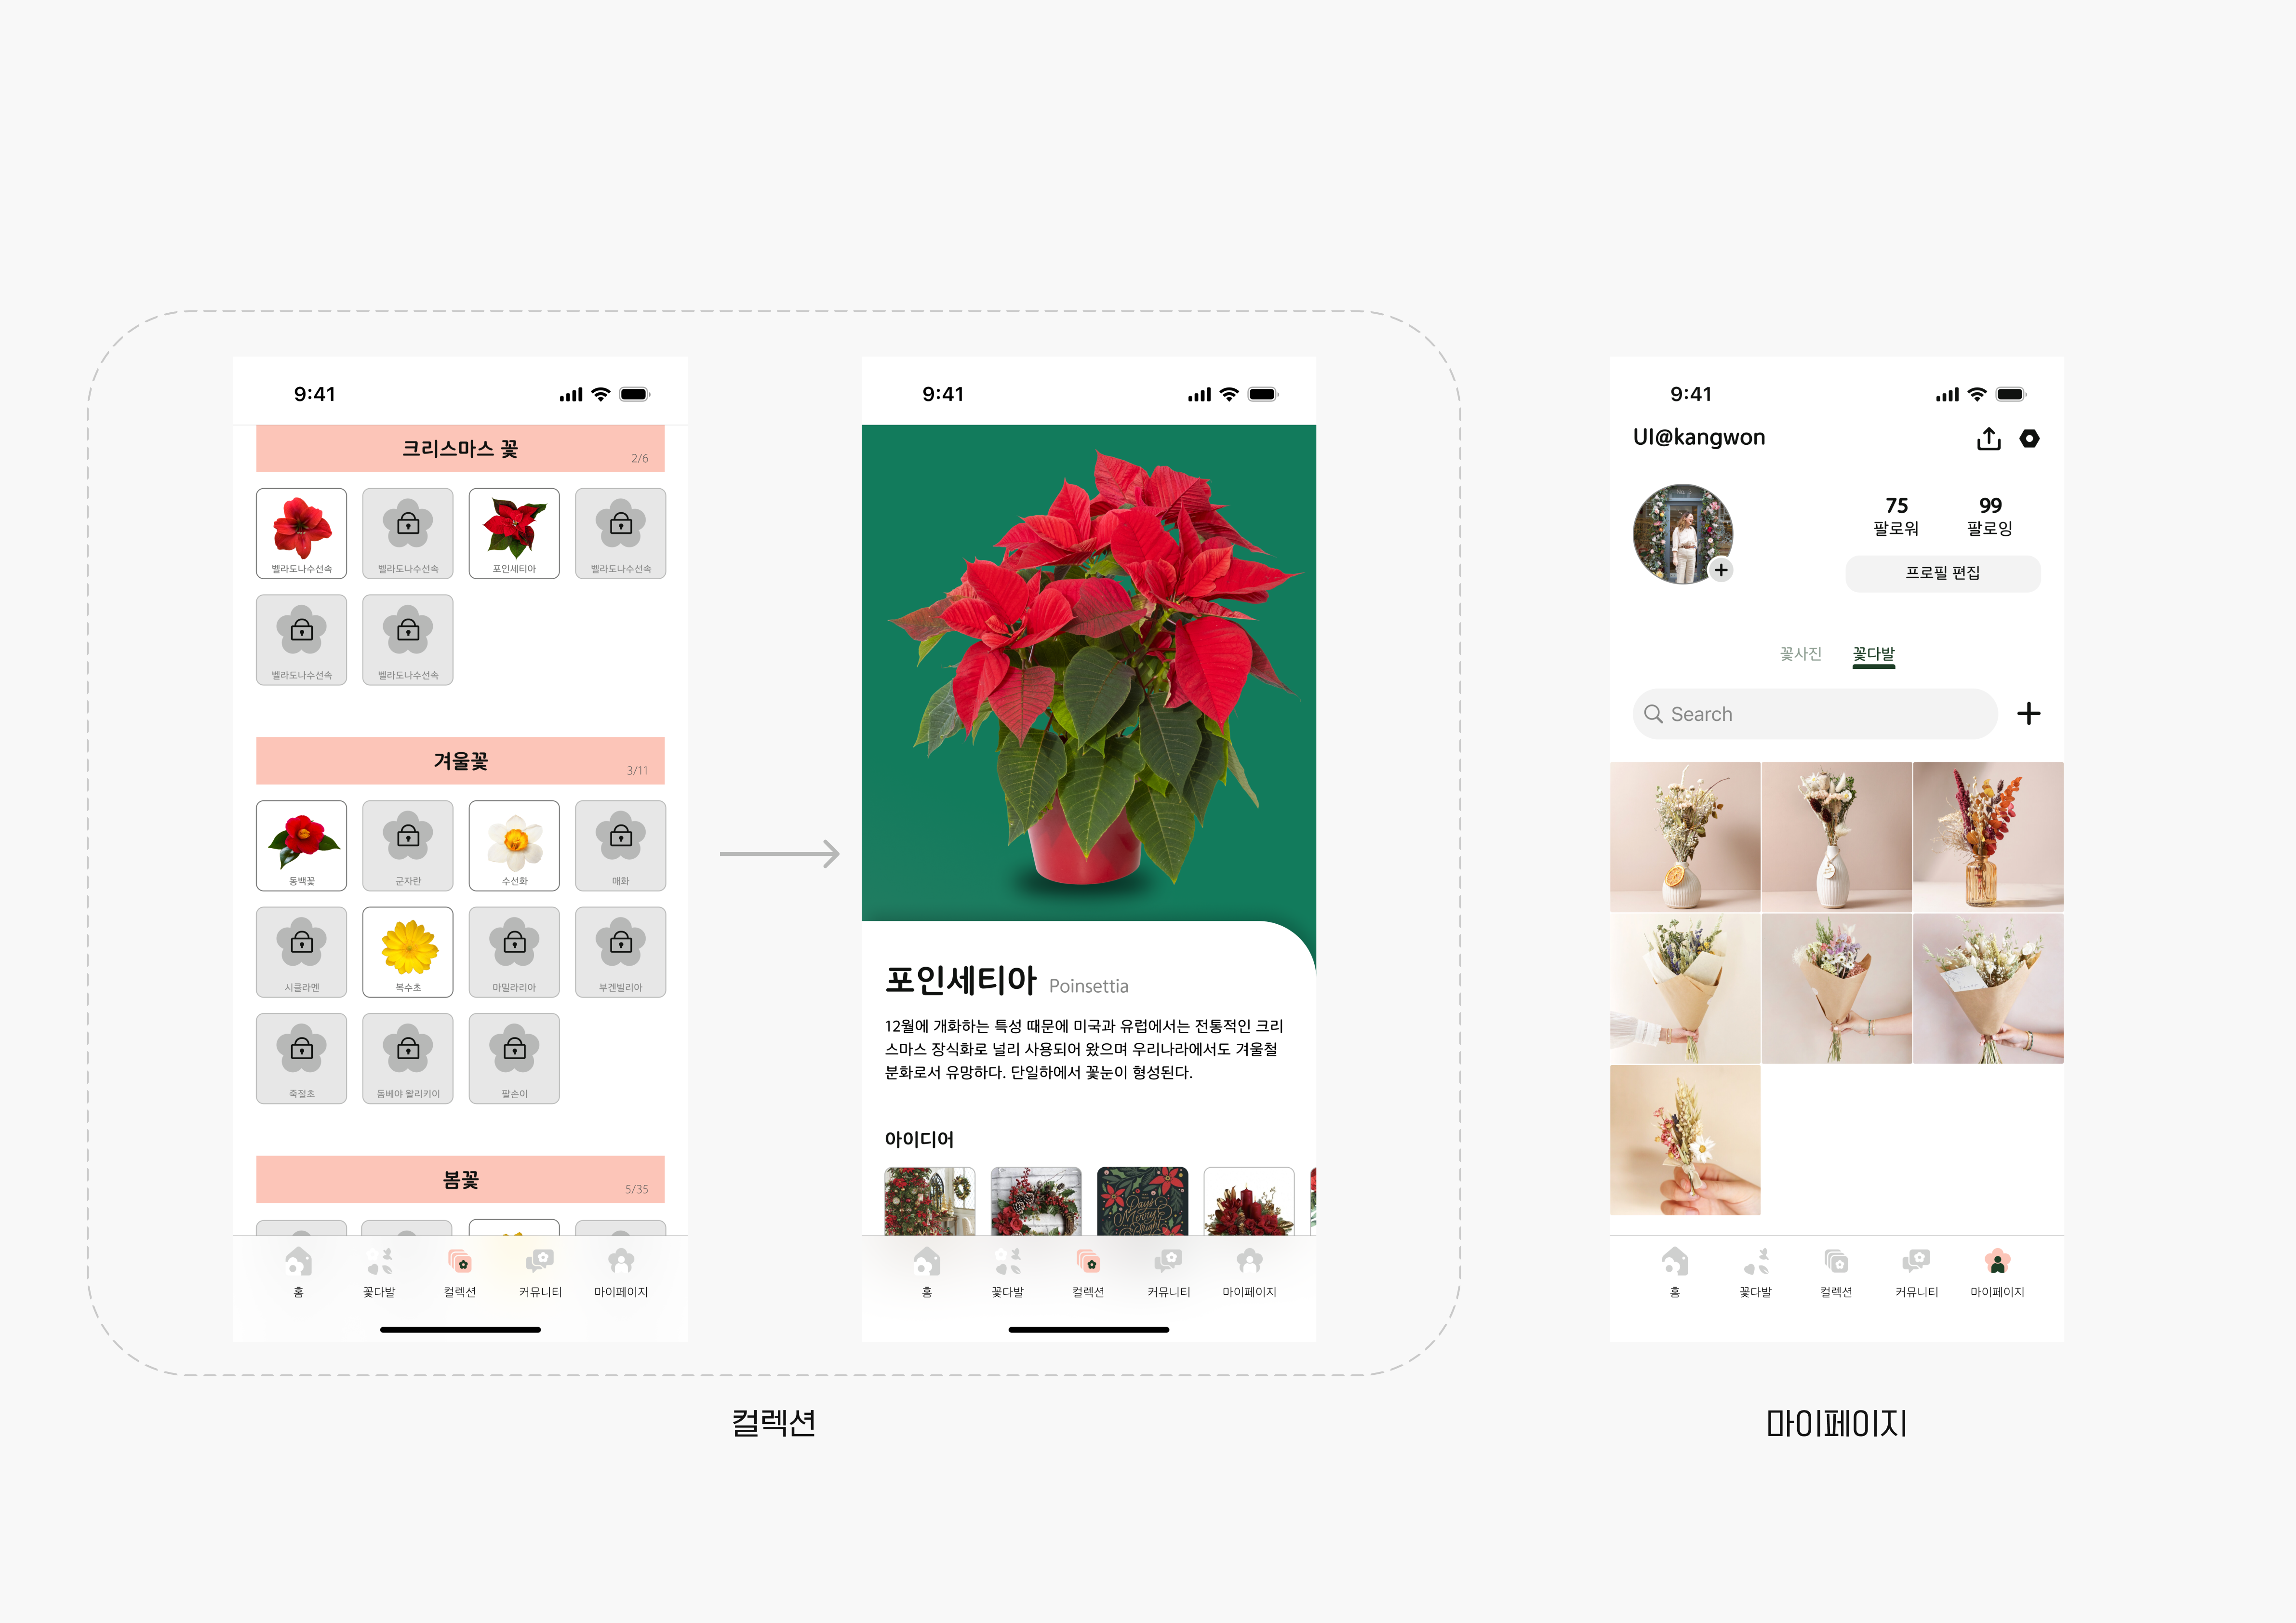 9:41
크리스마스 꽃
2/6
벨라도나수선속
벨라도나수선속
포인세티아
벨라도나수선속
벨라도나수선속
벨라도나수선속
겨울꽃
3/11
동백꽃
군자란
수선화
매화
시클라멘
복수초
마밀라리아
부겐빌리아
죽절초
돔베야 왈리키이
팔손이
봄꽃
5/35
홈
꽃다발
컬렉션
커뮤니티
마이페이지
9:41
포인세티아 Poinsettia
12월에 개화하는 특성 때문에 미국과 유럽에서는 전통적인 크리
스마스 장식화로 널리 사용되어 왔으며 우리나라에서도 겨울철
분화로서 유망하다. 단일하에서 꽃눈이 형성된다.
아이디어
Days
Merry
Bright
홈
꽃다발
컬렉션
커뮤니티
마이페이지
컬렉션
9:41
UI@kangwon
75
팔로워
99
팔로잉
프로필 편집
꽃사진
꽃다발
Search
홈
꽃다발
컬렉션
커뮤니티
마이페이지
마이페이지